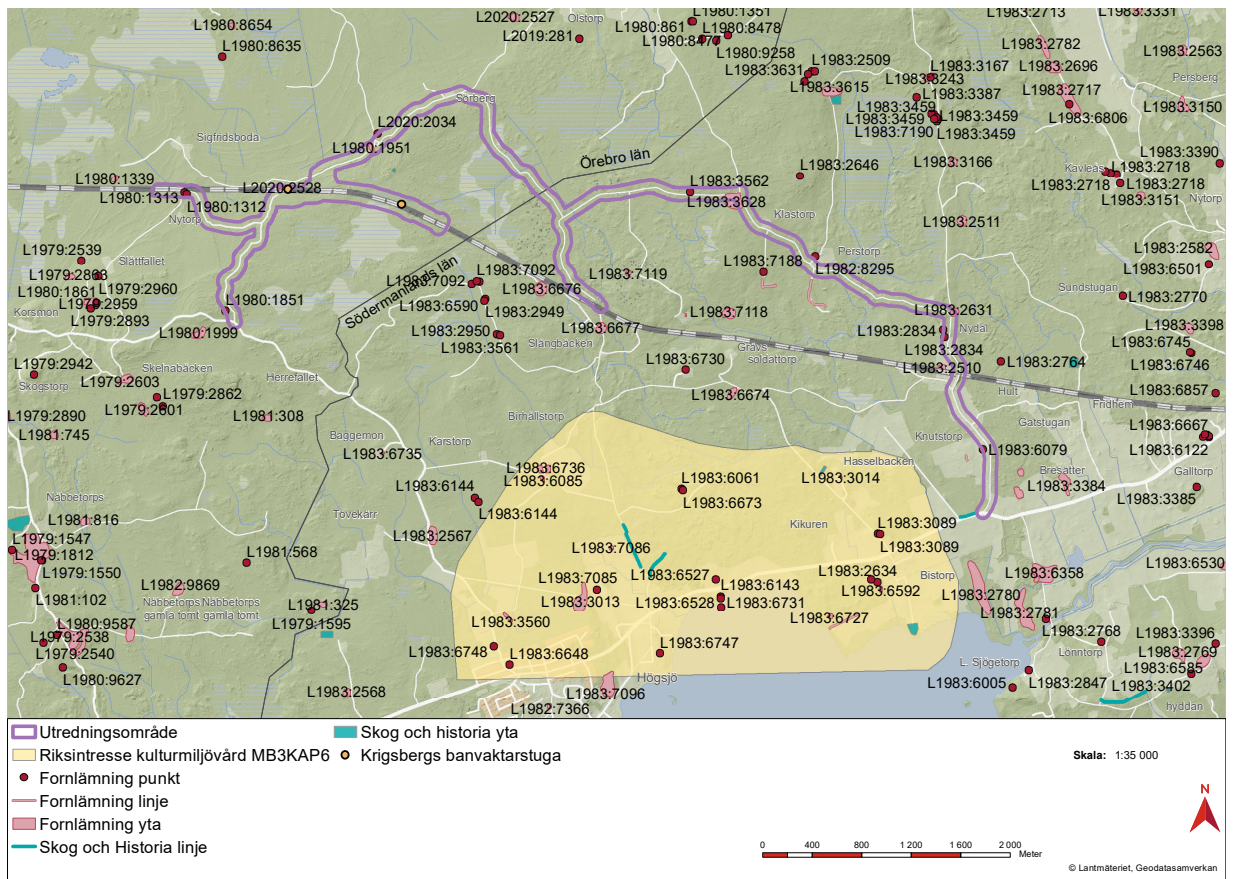 L1980:8654
L2020:2527
Olstorp
L1980:861
L1980:1351
L1983:2713
L1983:3331
L1980:8635
L2019:281
L1980:8477
L1980:8478
L1980:9258
L1983:2782
L1983:2563
L1983:3631
L1983:2509
L1983:3167
L1983:2696
Persberg
L1983:3615
L1983:8243
L1983:3387
L1983:2717
L1983:3150
Sörberg
L1983:3459
L1983:3459
L1983:3459
L1983:6806
L2020:2034
L1983:7190
L1983:3459
Sigfridsboda
L1980:1951
Örebro län
L1983:2646
L1983:3166
L1983:3390
Kavleås
L1983:2718
L1980:1339
L2020:2528
L1983:3562
L1983:2718
L1983:2718
L1980:1313
L1980:1312
L1983:3628
L1983:3151
Nytorp
Nytorp
Klastorp
L1983:2511
L1979:2539
Slättfallet
Södermanlands län
Perstorp
L1983:2582
L1979:2863
L1983:7092
L1983:7092
L1983:7119
L1983:7188
L1982:8295
L1983:6501
L1980:1861
L1979:2960
L1983:6676
Sundstugan
L1979:2959
L1980:1851
L1983:6590
L1983:2949
L1983:7118
L1983:2631
L1983:2770
Korsmon
L1979:2893
L1980:1999
L1983:2950
L1983:6677
L1983:2834
Nydal
L1983:3398
L1983:3561
Slängbacken
Grävs
soldattorp
L1983:2834
L1983:6745
L1979:2942
Skelnabäcken
L1983:6730
L1983:2510
L1983:2764
L1983:6746
Skogstorp
L1979:2603
Herrefallet
L1979:2862
L1983:6674
Hult
L1983:6857
L1979:2601
Fridhem
L1979:2890
L1981:308
Birhällstorp
Gatstugan
L1983:6667
L1981:745
Baggemon
Karstorp
Knutstorp
L1983:6122
L1983:6735
L1983:6079
Hasselbacken
L1983:6736
L1983:6061
L1983:3014
Bresätter
Galltorp
L1983:6144
L1983:6085
L1983:3384
L1983:3385
Näbbetorps
L1983:6144
L1983:6673
L1981:816
Tovekärr
Kikuren
L1983:3089
L1979:1547
L1983:2567
L1983:7086
L1983:3089
L1979:1812
L1981:568
L1983:6530
L1979:1550
L1983:7085
L1983:6527
L1983:2634
Bistorp
L1983:6358
L1982:9869
L1983:6143
L1983:6592
L1981:102
Näbbetorps
gamla tomt
Näbbetorps
gamla tomt
L1981:325
L1983:3013
L1983:6528
L1983:6731
L1983:2780
L1980:9587
L1979:1595
L1983:3560
L1983:6727
L1983:2781
L1979:2538
L1983:2768
L1983:3396
L1979:2540
L1983:6748
L1983:6747
Lönntorp
L1983:2769
L1983:6648
L. Sjögetorp
L1983:6585
L1980:9627
Högsjö
L1983:6005
L1983:2847
L1983:3402
L1983:2568
L1983:7096
hyddan
L1982:7366
Utredningsområde
Riksintresse kulturmiljövård MB3KAP6
Fornlämning punkt
Fornlämning linje
Fornlämning yta
Skog och Historia linje
Skog och historia yta
Krigsbergs banvaktarstuga
Skala: 1:35 000
N
0 400 800 1 200 1 600 2 000
Meter
© Lantmäteriet, Geodatasamverkan